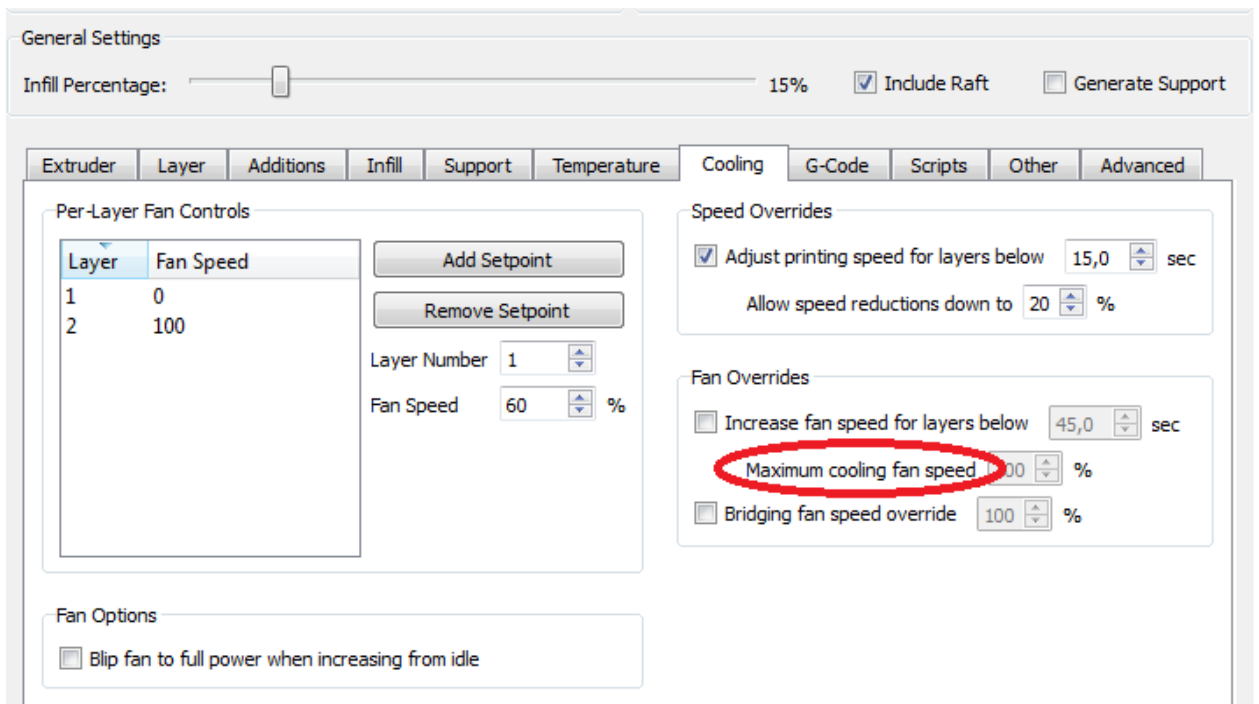 General Settings
Infill Percentage: 15% Include Raft Generate Support
Extruder Layer Additions Infill Support Temperature Cooling G-Code Scripts Other Advanced
Per-Layer Fan Controls
Layer Fan Speed
1 0
2 100
Add Setpoint
Remove Setpoint
Layer Number 1
Fan Speed 60 %
Speed Overrides
Adjust printing speed for layers below 15,0 sec
Allow speed reductions down to 20 %
Fan Overrides
Increase fan speed for layers below 45,0 sec
Maximum cooling fan speed %
Bridging fan speed override 100 %
Fan Options
Blip fan to full power when increasing from idle